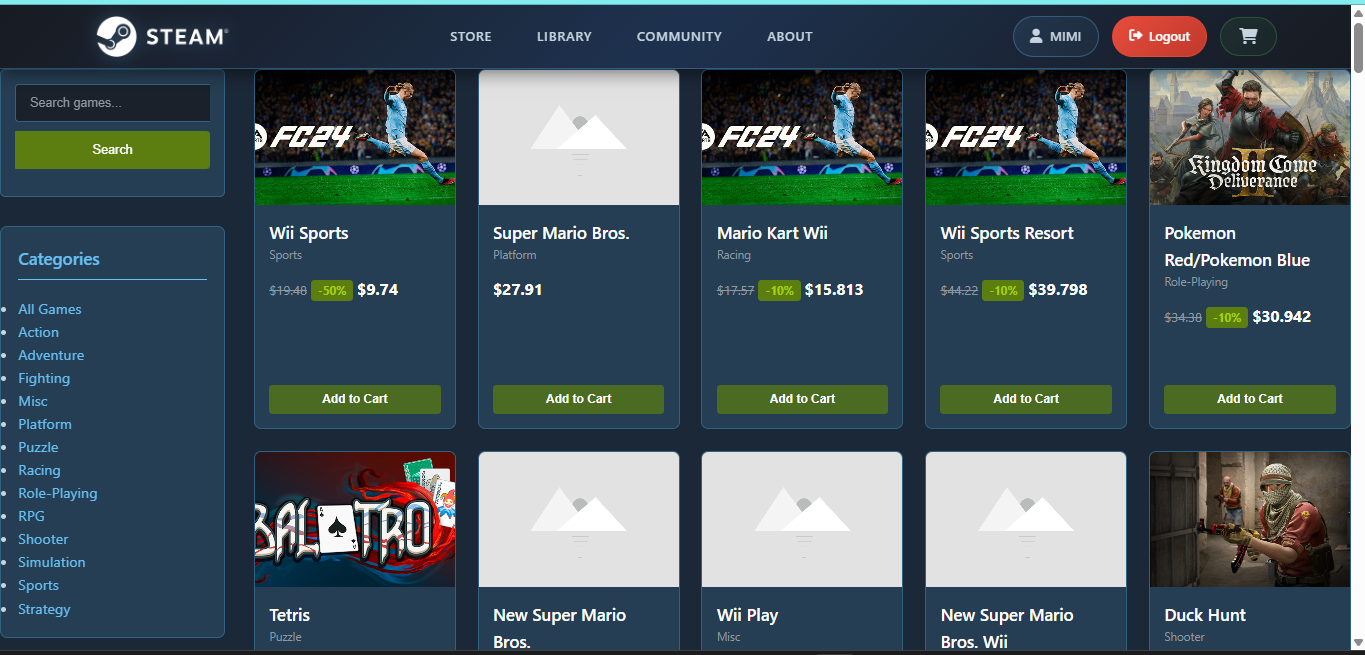 STEAM®
STORE
LIBRARY
COMMUNITY
ABOUT
MIMI
Logout
Search games...
Search
Categories
All Games
Action
Adventure
Fighting
Misc
Platform
Puzzle
Racing
Role-Playing
RPG
Shooter
Simulation
Sports
Strategy
FC24
Wii Sports
Sports
$19.48 -50% $9.74
Add to Cart
Super Mario Bros.
Platform
$27.91
Add to Cart
FC24
Mario Kart Wii
Racing
$17.57 -10% $15.813
Add to Cart
FC24
Wii Sports Resort
Sports
$44.22 -10% $39.798
Add to Cart
Kingdom Come
Deliverance
II
Pokemon
Red/Pokemon Blue
Role-Playing
$34.38 -10% $30.942
Add to Cart
BALATRO
Tetris
Puzzle
New Super Mario
Bros.
Wii Play
Misc
New Super Mario
Bros. Wii
Duck Hunt
Shooter